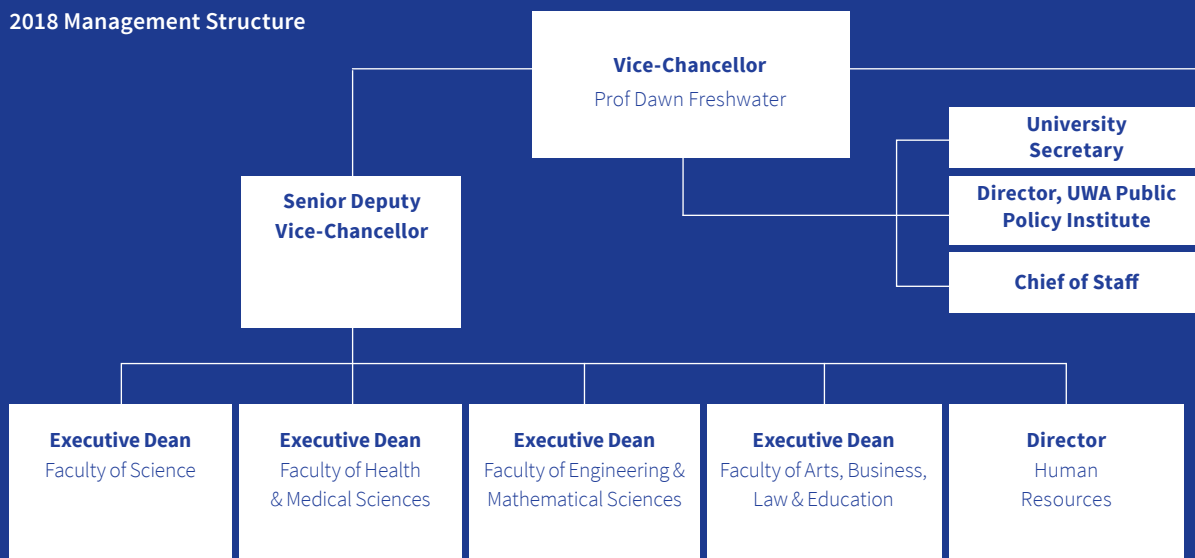 2018 Management Structure
Vice-Chancellor
Prof Dawn Freshwater
University
Secretary
Director, UWA Public
Policy Institute
Chief of Staff
Senior Deputy
Vice-Chancellor
Executive Dean
Faculty of Science
Executive Dean
Faculty of Health
& Medical Sciences
Executive Dean
Faculty of Engineering &
Mathematical Sciences
Executive Dean
Faculty of Arts, Business,
Law & Education
Director
Human
Resources